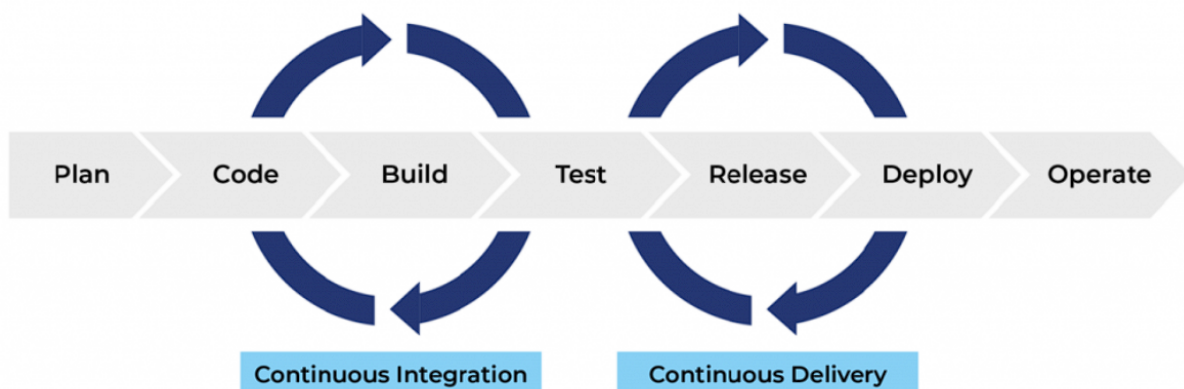 Plan Code Build Test Release Deploy Operate
Continuous Integration Continuous Delivery